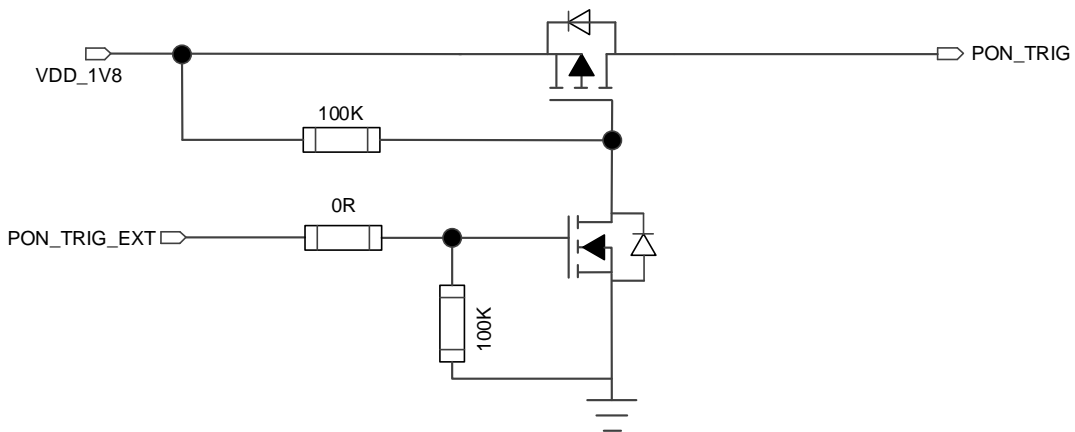 PON_TRIG
VDD_1V8
100K
0R
PON_TRIG_EXT
100K